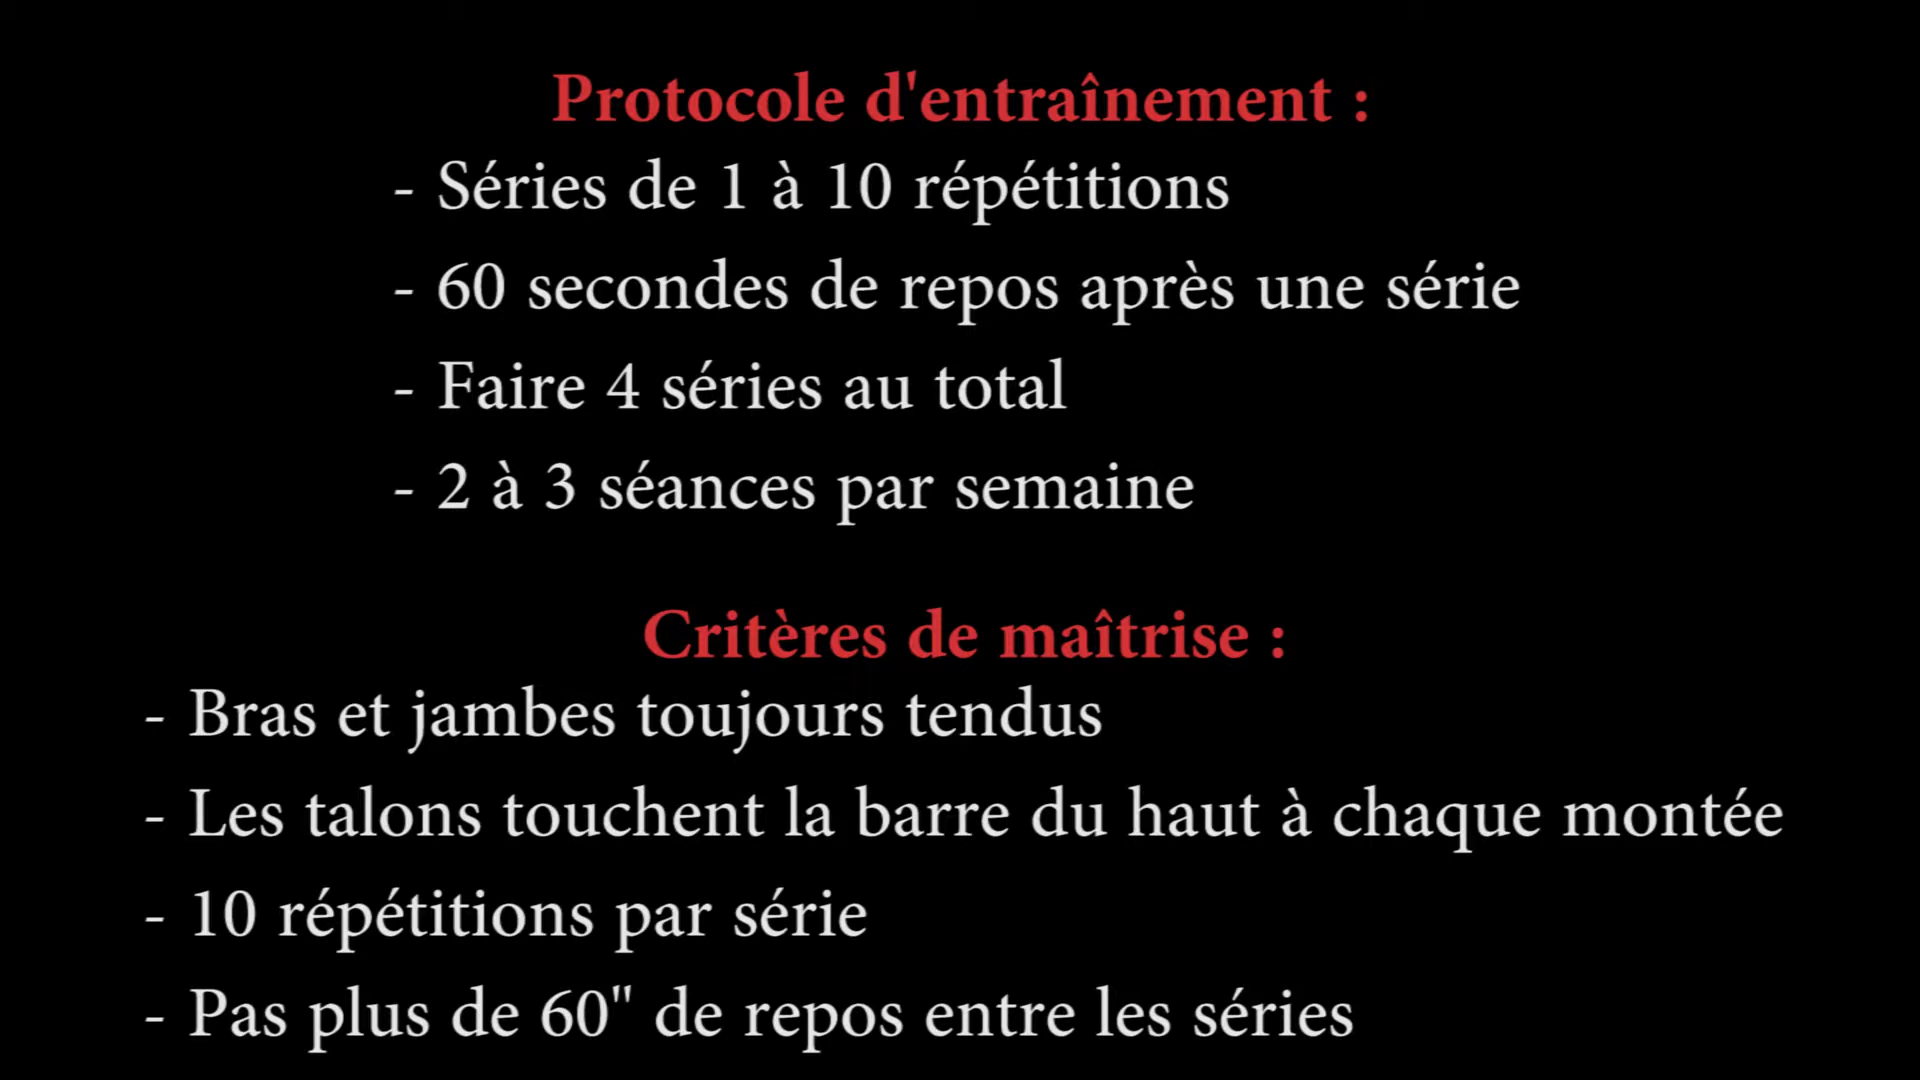 Protocole d'entraînement :
- Séries de 1 à 10 répétitions
- 60 secondes de repos après une série
- Faire 4 séries au total
- 2 à 3 séances par semaine
Critères de maîtrise :
- Bras et jambes toujours tendus
- Les talons touchent la barre du haut à chaque montée
- 10 répétitions par série
- Pas plus de 60" de repos entre les séries